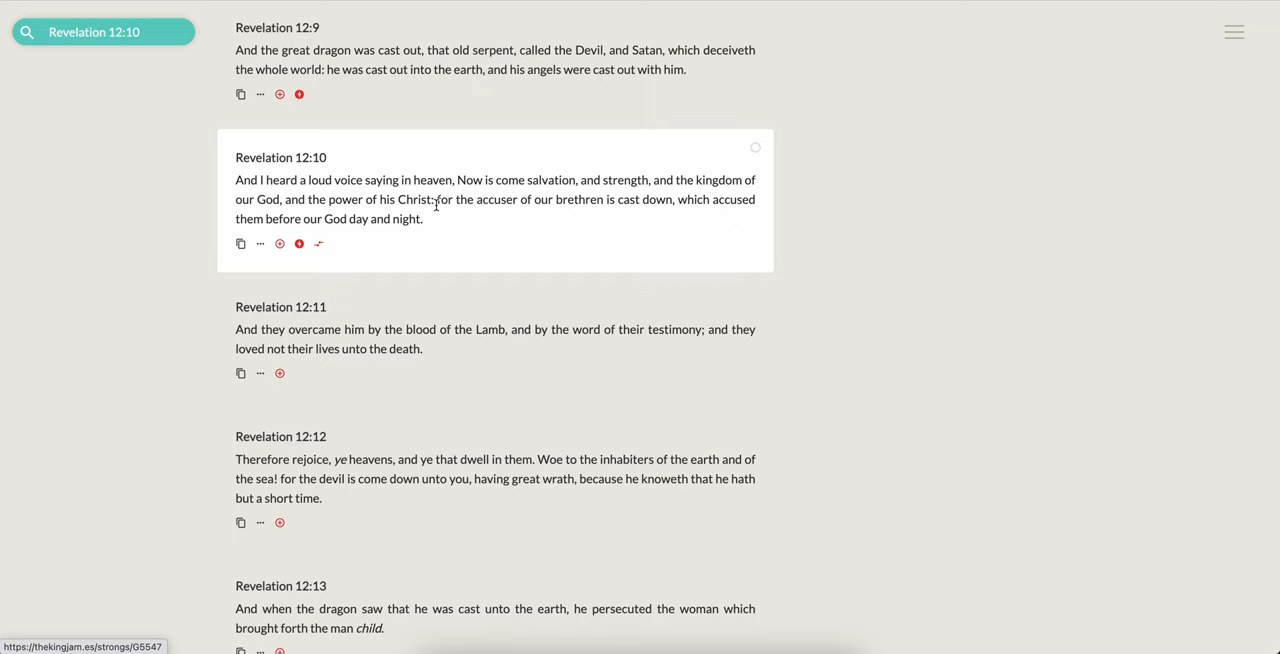 Revelation 12:10
Revelation 12:9
And the great dragon was cast out, that old serpent, called the Devil, and Satan, which deceiveth
the whole world: he was cast out into the earth, and his angels were cast out with him.
Revelation 12:10
And I heard a loud voice saying in heaven, Now is come salvation, and strength, and the kingdom of
our God, and the power of his Christ: for the accuser of our brethren is cast down, which accused
them before our God day and night.
Revelation 12:11
And they overcame him by the blood of the Lamb, and by the word of their testimony; and they
loved not their lives unto the death.
Revelation 12:12
Therefore rejoice, ye heavens, and ye that dwell in them. Woe to the inhabiters of the earth and of
the sea! for the devil is come down unto you, having great wrath, because he knoweth that he hath
but a short time.
Revelation 12:13
And when the dragon saw that he was cast unto the earth, he persecuted the woman which
brought forth the man child.
https://thekingjam.es/strongs/G5547